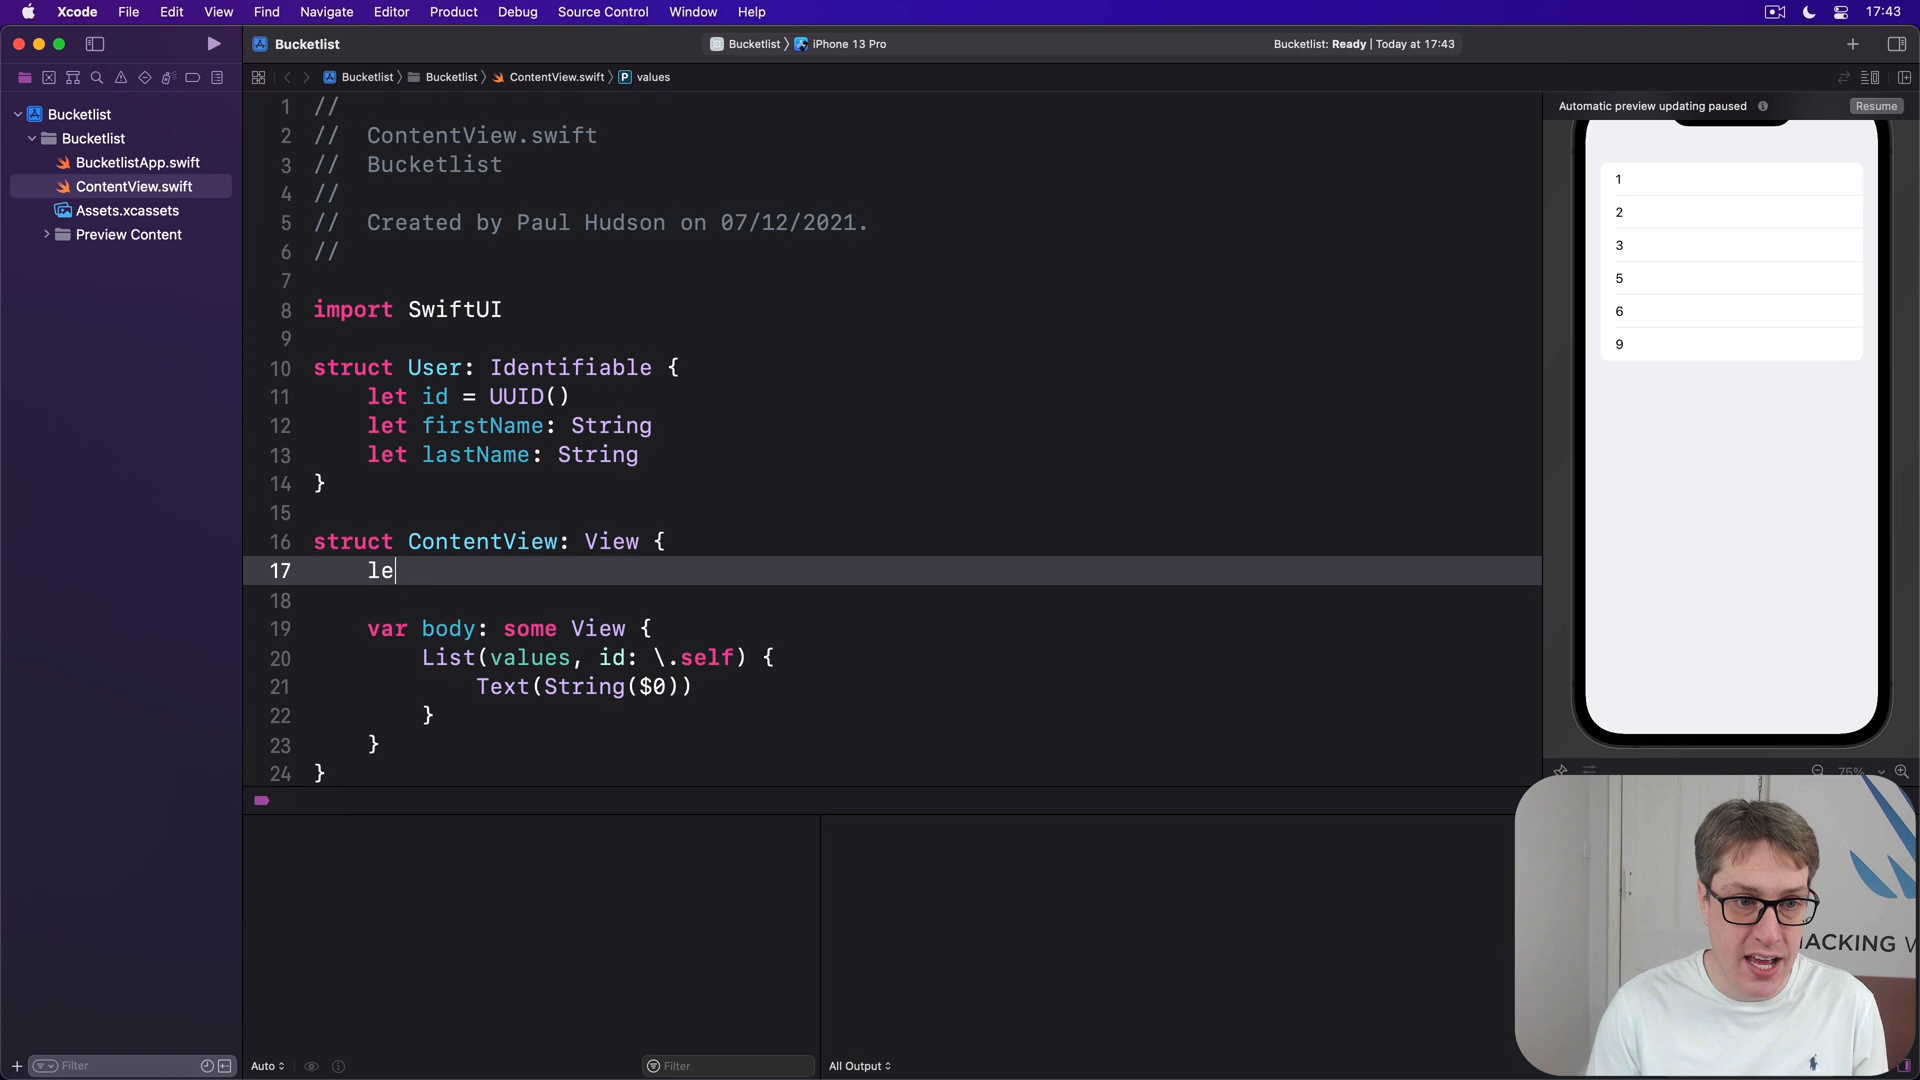 Xcode File Edit View Find Navigate Editor Product Debug Source Control Window Help 17:43
Bucketlist Bucketlist iPhone 13 Pro Bucketlist: Ready | Today at 17:43
Bucketlist Bucketlist ContentView.swift P values
Bucketlist
Bucketlist
BucketlistApp.swift
ContentView.swift
Assets.xcassets
Preview Content
1 //
2 // ContentView.swift
3 // Bucketlist
4 //
5 // Created by Paul Hudson on 07/12/2021.
6 //
7
8 import SwiftUI
9
10 struct User: Identifiable {
11 let id = UUID()
12 let firstName: String
13 let lastName: String
14 }
15
16 struct ContentView: View {
17 le
18
19 var body: some View {
20 List(values, id: \.self) {
21 Text(String($0))
22 }
23 }
24 }
Automatic preview updating paused Resume
1
2
3
5
6
9
75%
HACKING W
Filter
Auto
Filter
All Output